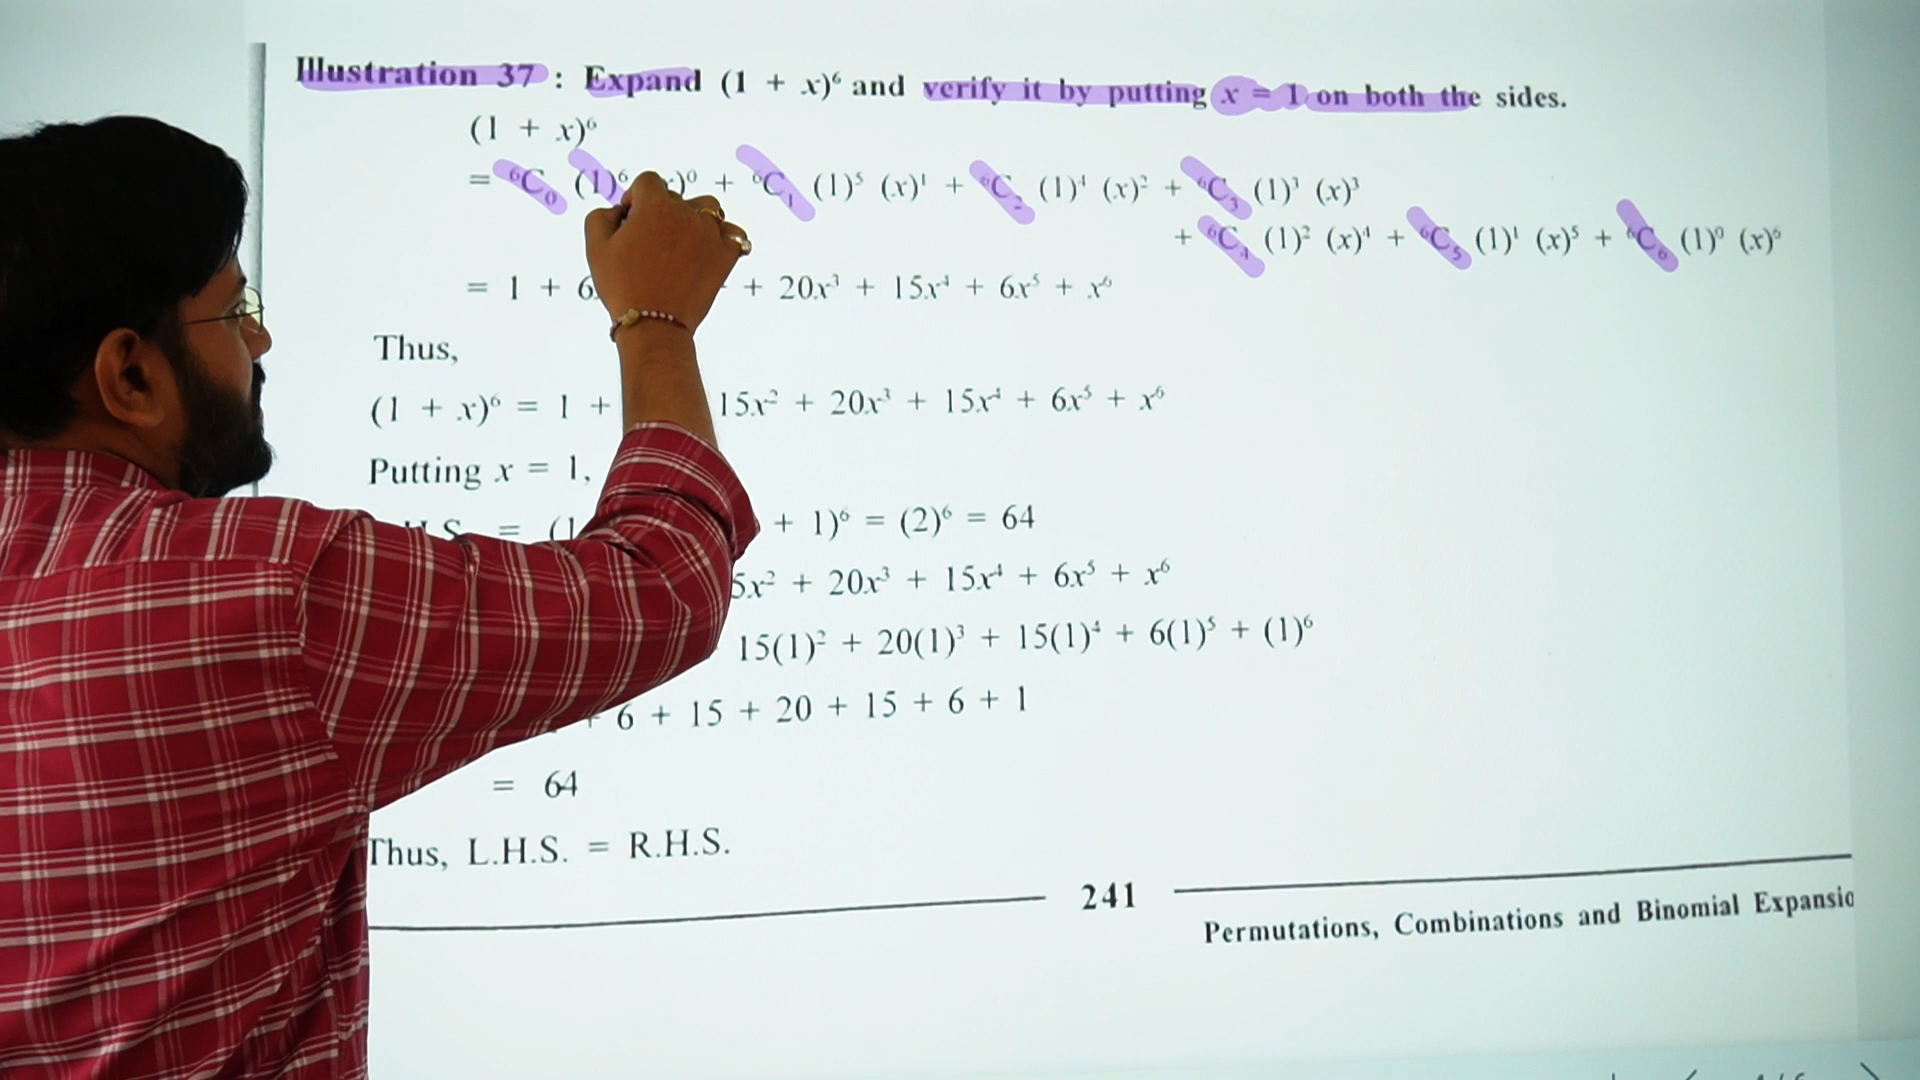 Illustration 37 : Expand (1 + x)⁶ and verify it by putting x = 1 on both the sides.
(1 + x)⁶
= ⁶C₀ (1)⁶ )⁰ + ⁶C₁ (1)⁵ (x)¹ + ⁶C₂ (1)⁴ (x)² + ⁶C₃ (1)³ (x)³
+ ⁶C₄ (1)² (x)⁴ + ⁶C₅ (1)¹ (x)⁵ + ⁶C₆ (1)⁰ (x)⁶
= 1 + 6 + 20x³ + 15x⁴ + 6x⁵ + x⁶
Thus,
(1 + x)⁶ = 1 + 15x² + 20x³ + 15x⁴ + 6x⁵ + x⁶
Putting x = 1,
= (1 + 1)⁶ = (2)⁶ = 64
5x² + 20x³ + 15x⁴ + 6x⁵ + x⁶
15(1)² + 20(1)³ + 15(1)⁴ + 6(1)⁵ + (1)⁶
+ 6 + 15 + 20 + 15 + 6 + 1
= 64
Thus, L.H.S. = R.H.S.
241
Permutations, Combinations and Binomial Expansio